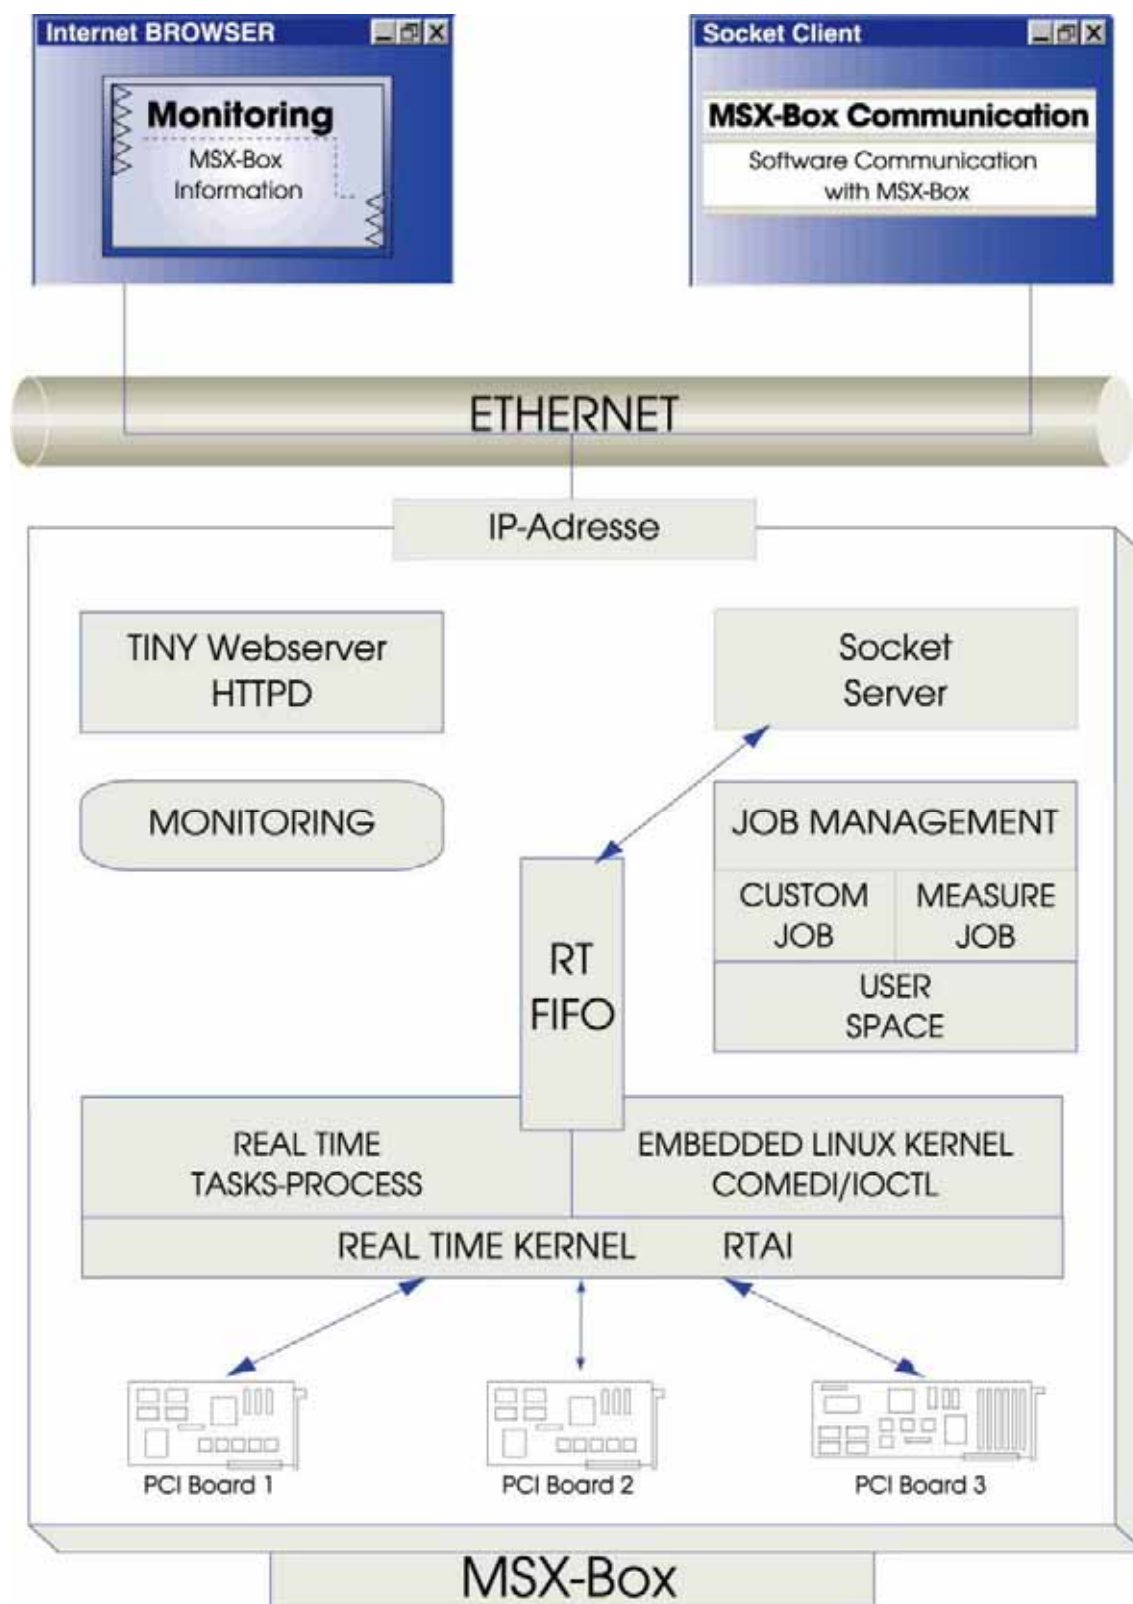 Internet BROWSER
Monitoring
MSX-Box
Information
Socket Client
MSX-Box Communication
Software Communication
with MSX-Box
ETHERNET
IP-Adresse
TINY Webserver
HTTPD
Socket
Server
MONITORING
JOB MANAGEMENT
CUSTOM
JOB
MEASURE
JOB
USER
SPACE
RT
FIFO
REAL TIME
TASKS-PROCESS
EMBEDDED LINUX KERNEL
COMEDI/IOCTL
REAL TIME KERNEL RTAI
PCI Board 1
PCI Board 2
PCI Board 3
MSX-Box